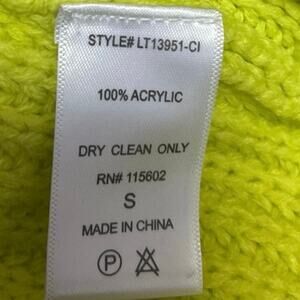 STYLE# LT13951-CI
100% ACRYLIC
DRY CLEAN ONLY
RN# 115602
S
MADE IN CHINA
P